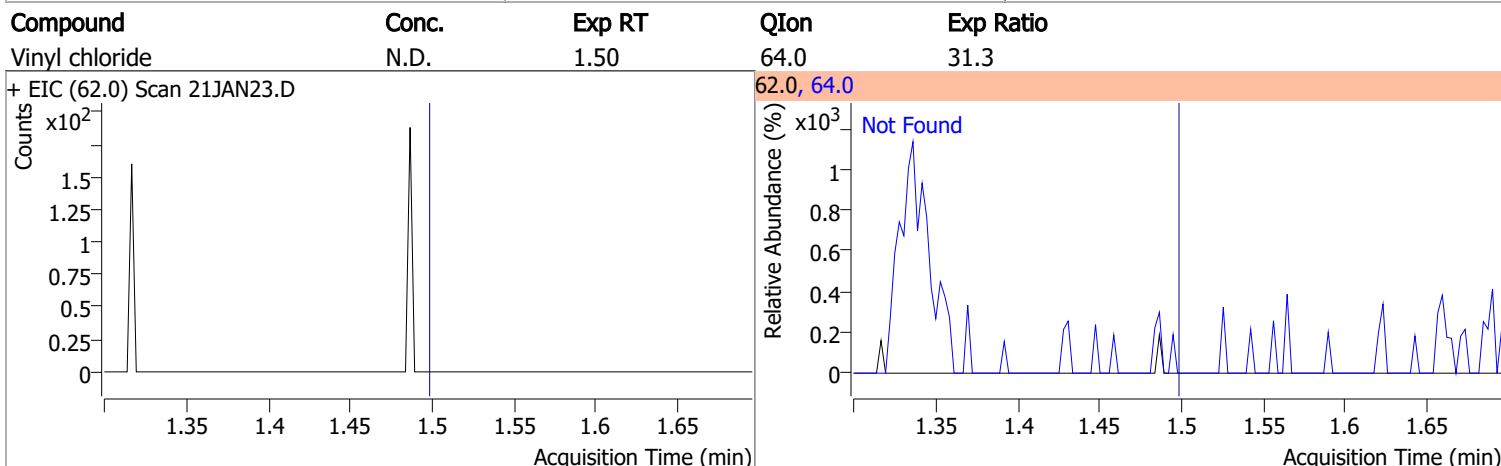 Compound Conc. Exp RT QIon Exp Ratio
Vinyl chloride N.D. 1.50 64.0 31.3
+ EIC (62.0) Scan 21JAN23.D
Counts
x10²
1.5
1.25
1
0.75
0.5
0.25
0
1.35 1.4 1.45 1.5 1.55 1.6 1.65
Acquisition Time (min)
62.0, 64.0
Relative Abundance (%)
x10³
Not Found
1
0.8
0.6
0.4
0.2
0
1.35 1.4 1.45 1.5 1.55 1.6 1.65
Acquisition Time (min)